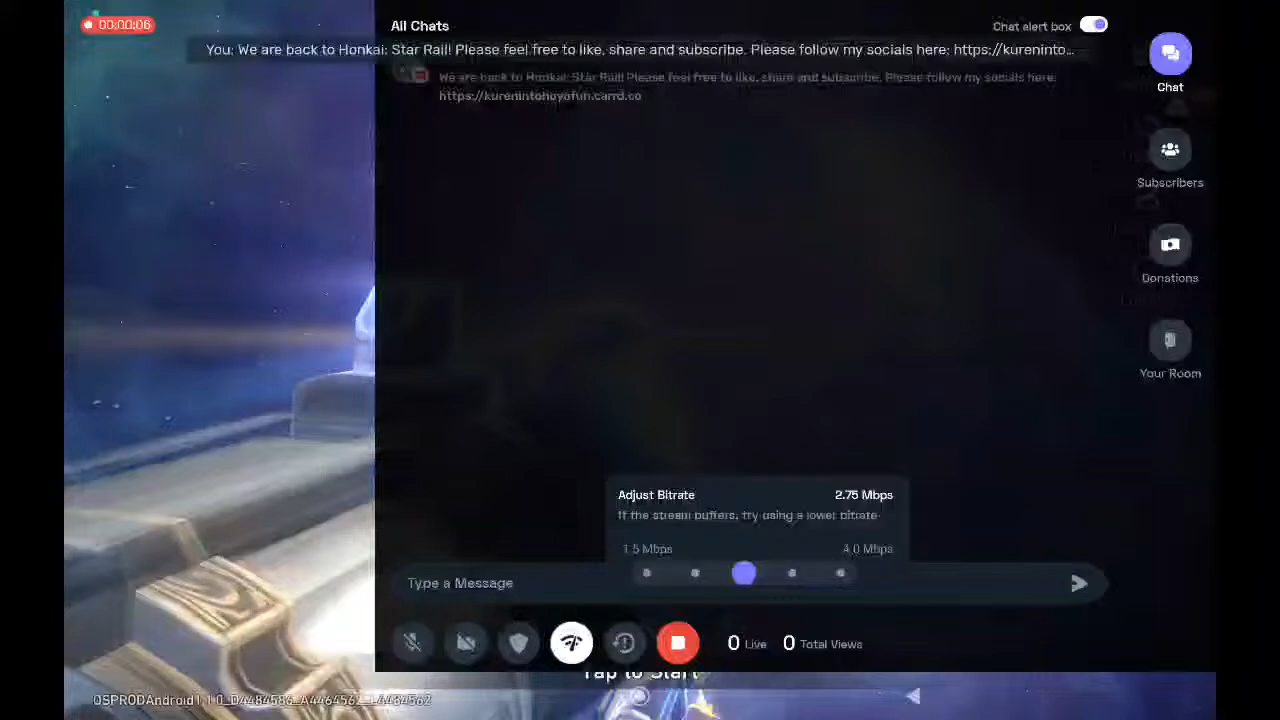 00:00:06
All Chats
Chat alert box
You: We are back to Honkai: Star Rail! Please feel free to like, share and subscribe. Please follow my socials here: https://kureninto...
We are back to Honkai: Star Rail! Please feel free to like, share and subscribe. Please follow my socials here:
https://kurenintohoyofun.carrd.co
Chat
Subscribers
Donations
Your Room
Adjust Bitrate 2.75 Mbps
If the stream buffers, try using a lower bitrate
1.5 Mbps 4.0 Mbps
Type a Message
0 Live 0 Total Views
Tap to Start